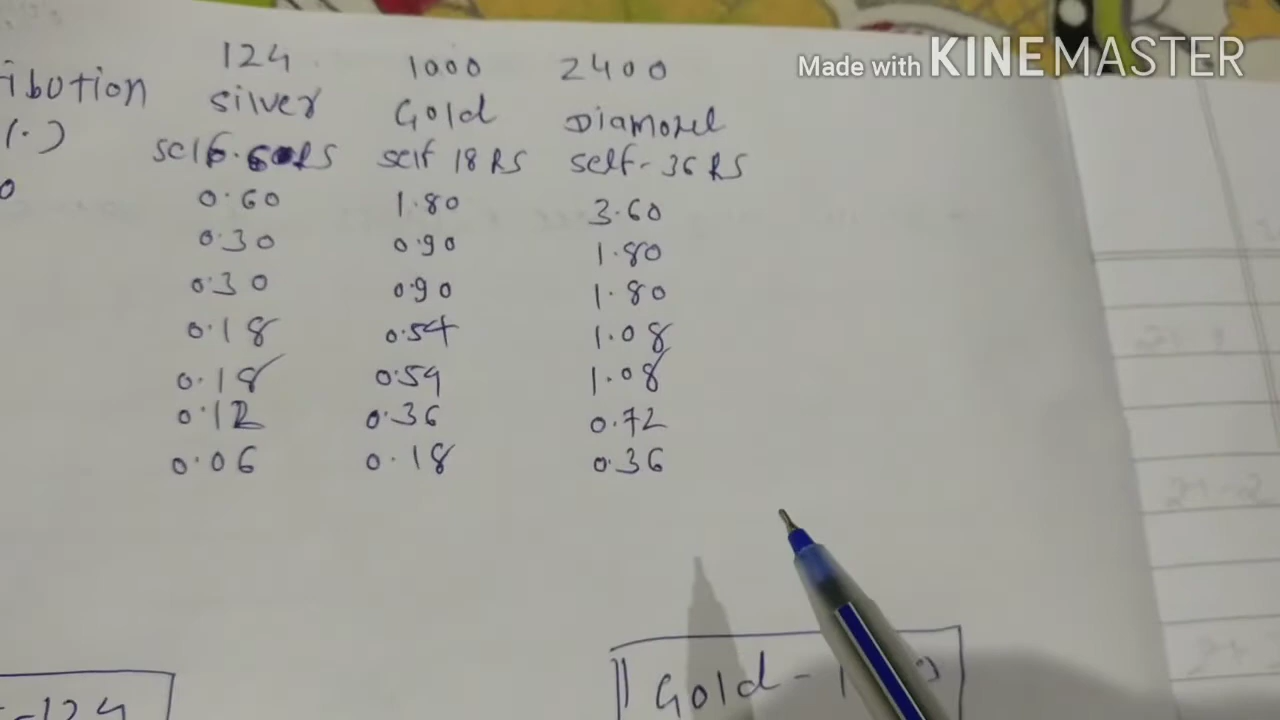 Made with KINEMASTER
124 1000 2400
ibution silver Gold Diamond
(.) self 18 RS self- 36 RS
0 0.60 1.80 3.60
0.30 0.90 1.80
0.30 0.90 1.80
0.18 0.54 1.08
0.18 0.54 1.08
0.12 0.36 0.72
0.06 0.18 0.36
Gold -
-124